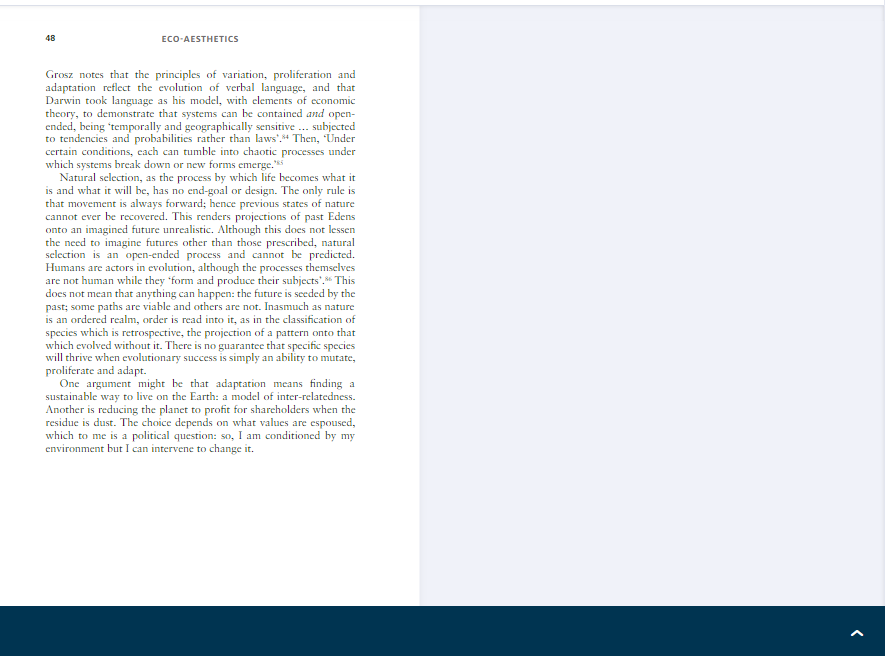 48
ECO-AESTHETICS
Grosz notes that the principles of variation, proliferation and
adaptation reflect the evolution of verbal language, and that
Darwin took language as his model, with elements of economic
theory, to demonstrate that systems can be contained and open-
ended, being ‘temporally and geographically sensitive ... subjected
to tendencies and probabilities rather than laws’.84 Then, ‘Under
certain conditions, each can tumble into chaotic processes under
which systems break down or new forms emerge.’85
Natural selection, as the process by which life becomes what it
is and what it will be, has no end-goal or design. The only rule is
that movement is always forward; hence previous states of nature
cannot ever be recovered. This renders projections of past Edens
onto an imagined future unrealistic. Although this does not lessen
the need to imagine futures other than those prescribed, natural
selection is an open-ended process and cannot be predicted.
Humans are actors in evolution, although the processes themselves
are not human while they ‘form and produce their subjects’.86 This
does not mean that anything can happen: the future is seeded by the
past; some paths are viable and others are not. Inasmuch as nature
is an ordered realm, order is read into it, as in the classification of
species which is retrospective, the projection of a pattern onto that
which evolved without it. There is no guarantee that specific species
will thrive when evolutionary success is simply an ability to mutate,
proliferate and adapt.
One argument might be that adaptation means finding a
sustainable way to live on the Earth: a model of inter-relatedness.
Another is reducing the planet to profit for shareholders when the
residue is dust. The choice depends on what values are espoused,
which to me is a political question: so, I am conditioned by my
environment but I can intervene to change it.